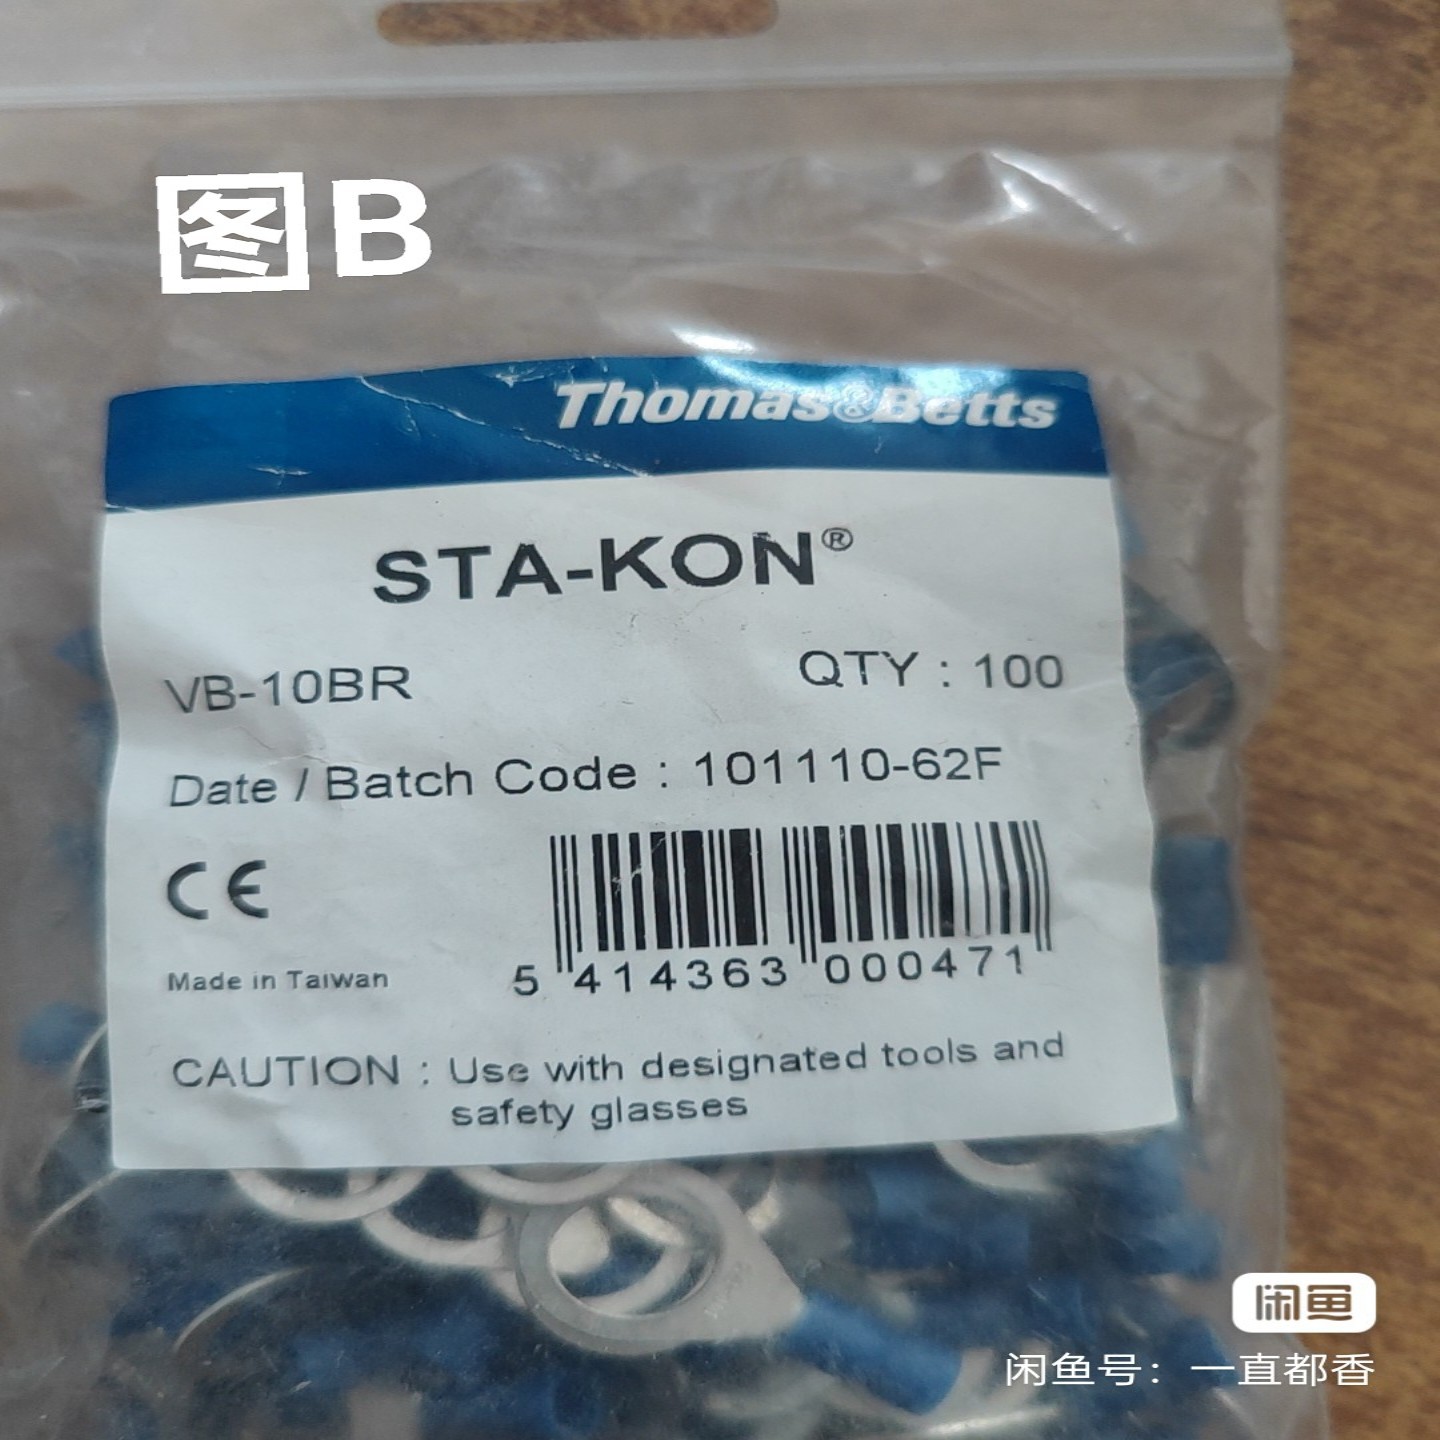 图B
Thomas&Betts
STA-KON®
VB-10BR
QTY : 100
Date / Batch Code : 101110-62F
CE
5 414363 000471
Made in Taiwan
CAUTION : Use with designated tools and
safety glasses
闲鱼
闲鱼号：一直都香